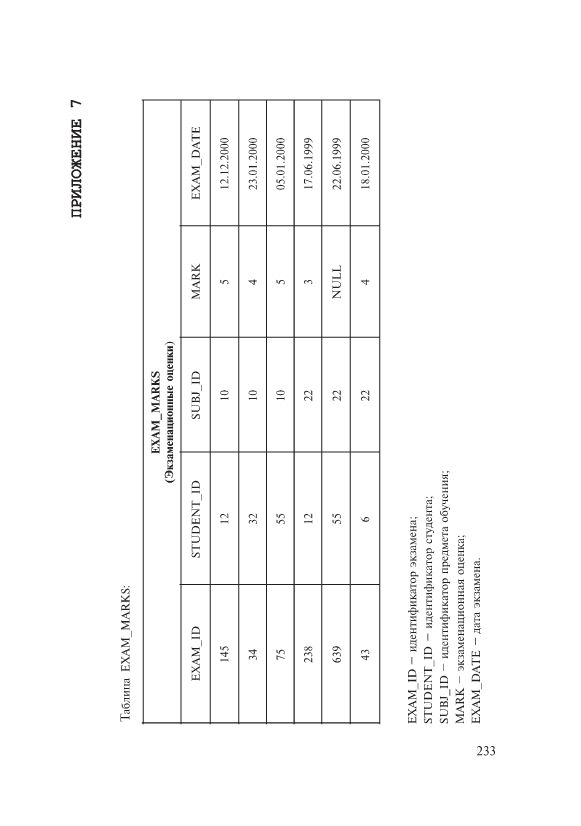 ПРИЛОЖЕНИЕ 7
Таблица EXAM_MARKS:
EXAM_MARKS
(Экзаменационные оценки)
EXAM_ID STUDENT_ID SUBJ_ID MARK EXAM_DATE
145 12 10 5 12.12.2000
34 32 10 4 23.01.2000
75 55 10 5 05.01.2000
238 12 22 3 17.06.1999
639 55 22 NULL 22.06.1999
43 6 22 4 18.01.2000
EXAM_ID – идентификатор экзамена;
STUDENT_ID – идентификатор студента;
SUBJ_ID – идентификатор предмета обучения;
MARK – экзаменационная оценка;
EXAM_DATE – дата экзамена.
233